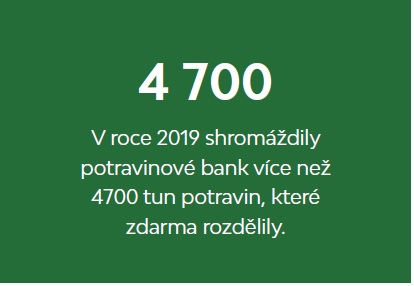 4 700
V roce 2019 shromáždily
potravinové bank více než
4700 tun potravin, které
zdarma rozdělily.